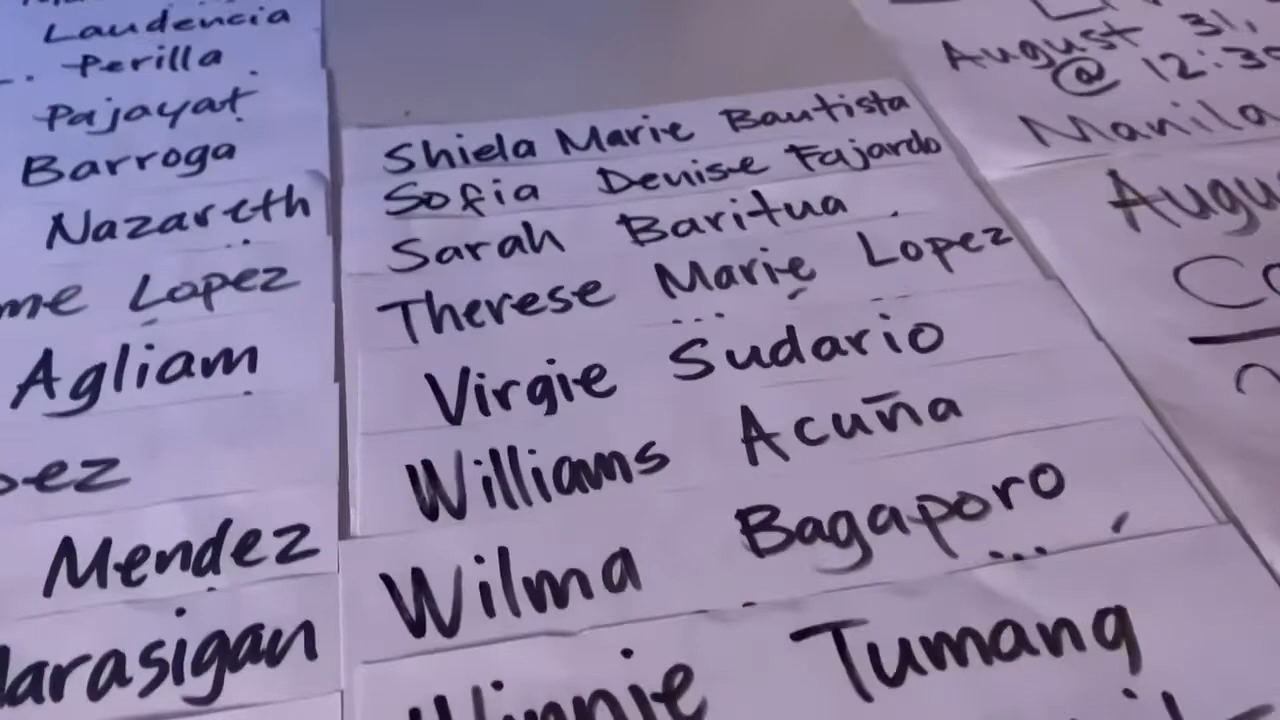 Laudencia
Perilla
Pajayat
Barroga
Nazareth
Lopez
Agliam
Mendez
Shiela Marie Bautista
Sofia Denise Fajardo
Sarah Baritua
Therese Marie Lopez
Virgie Sudario
Williams Acuña
Wilma Bagaporo
Winnie Tumang
August 31,
@ 12:30
Manila